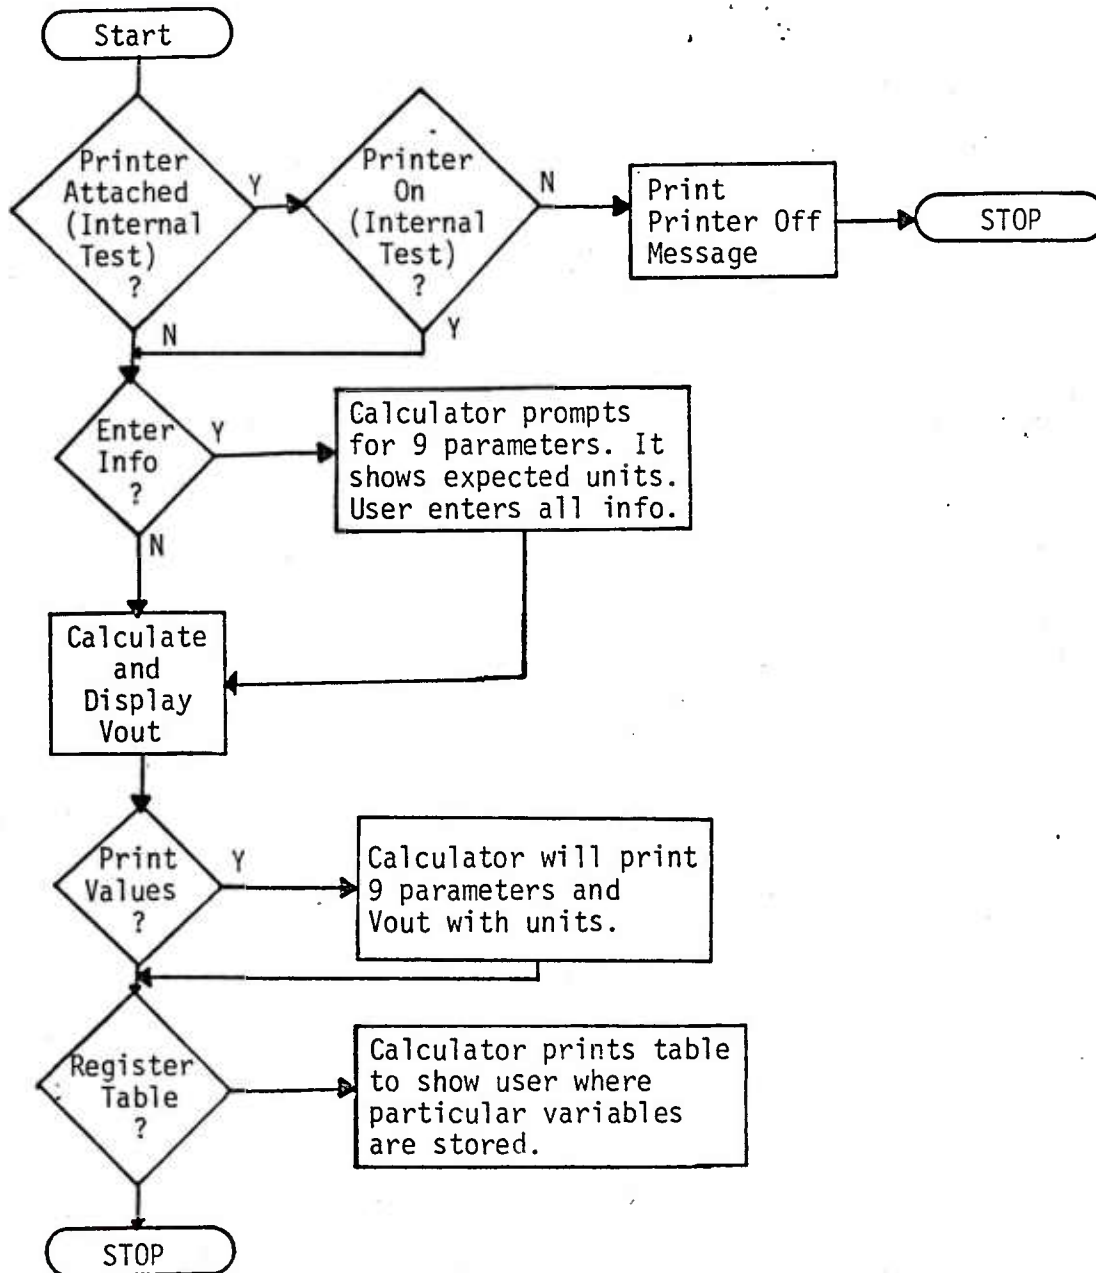 Start
Printer
Attached
(Internal
Test)
?
Y
N
Printer
On
(Internal
Test)
?
N
Y
Print
Printer Off
Message
STOP
Enter
Info
?
Y
N
Calculator prompts
for 9 parameters. It
shows expected units.
User enters all info.
Calculate
and
Display
Vout
Print
Values
?
Y
Calculator will print
9 parameters and
Vout with units.
Register
Table
?
Calculator prints table
to show user where
particular variables
are stored.
STOP